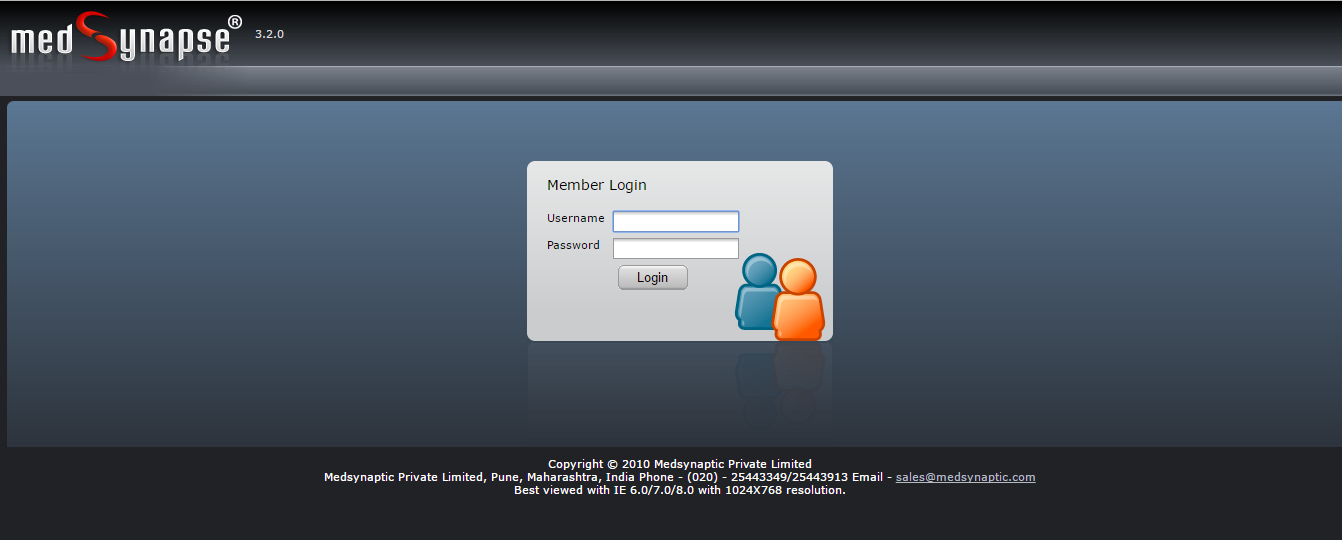 medSynapse® 3.2.0
Member Login
Username
Password
Login
Copyright © 2010 Medsynaptic Private Limited
Medsynaptic Private Limited, Pune, Maharashtra, India Phone - (020) - 25443349/25443913 Email - sales@medsynaptic.com
Best viewed with IE 6.0/7.0/8.0 with 1024X768 resolution.